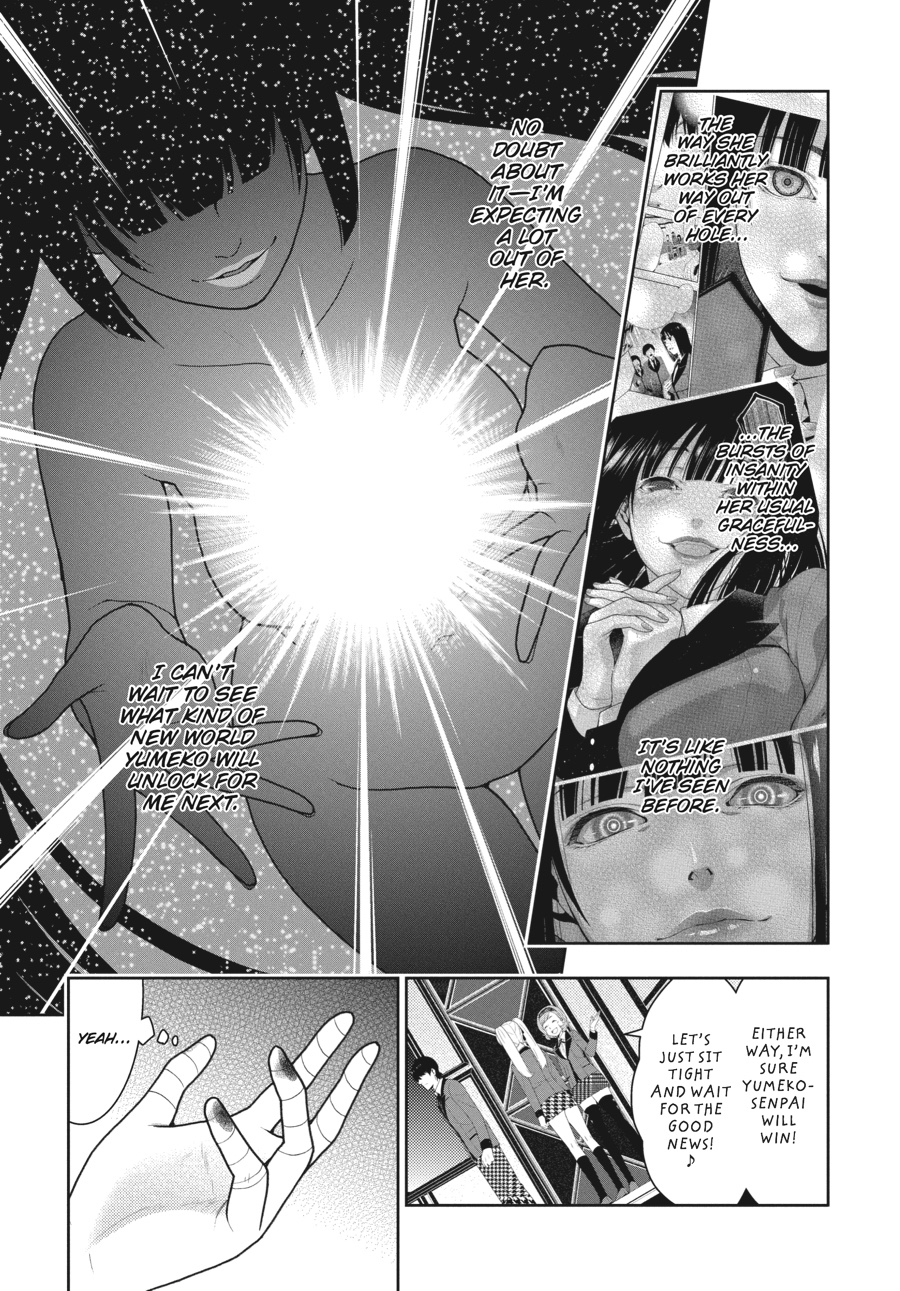 THE
WAY SHE
BRILLIANTLY
WORKS HER
WAY OUT
OF EVERY
HOLE...
...THE
BURSTS OF
INSANITY
WITHIN
HER USUAL
GRACEFUL-
NESS...
IT'S LIKE
NOTHING
I'VE SEEN
BEFORE.
NO
DOUBT
ABOUT
IT—I'M
EXPECTING
A LOT
OUT OF
HER.
I CAN'T
WAIT TO SEE
WHAT KIND OF
NEW WORLD
YUMEKO WILL
UNLOCK FOR
ME NEXT.
EITHER
WAY, I'M
SURE
YUMEKO-
SENPAI
WILL
WIN!
LET'S
JUST SIT
TIGHT
AND WAIT
FOR THE
GOOD
NEWS!
♪
YEAH...